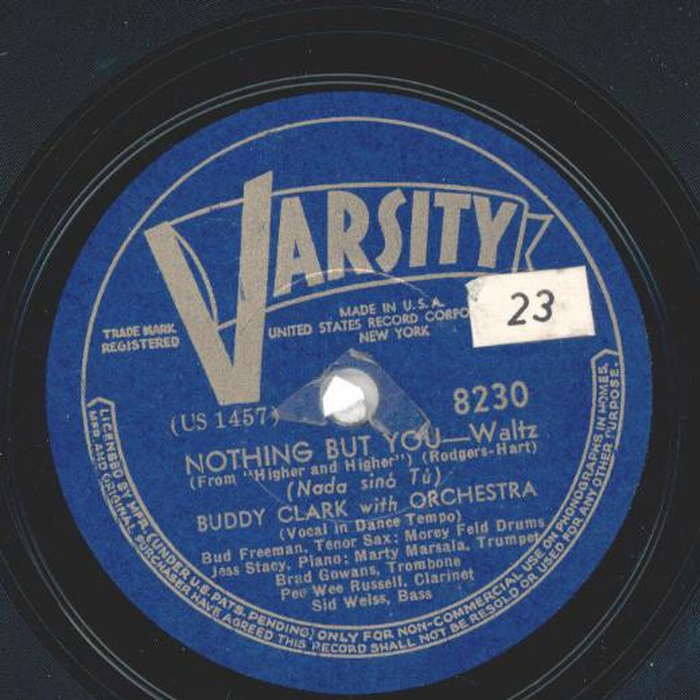 VARSITY
23
MADE IN U.S.A.
UNITED STATES RECORD
NEW YORK
TRADE MARK
REGISTERED
8230
(US 1457)
NOTHING BUT YOU—Waltz
(From "Higher and Higher") (Rodgers-Hart)
(Nada sinó Tú)
BUDDY CLARK with ORCHESTRA
(Vocal in Dance Tempo)
Bud Freeman, Tenor Sax; Morey Feld Drums
Jess Stacy, Piano; Marty Marsala, Trumpet
Brad Gowans, Trombone
Pee Wee Russell, Clarinet
Sid Weiss, Bass
LICENSED BY MFR. (UNDER U.S. PATS. PENDING) ONLY FOR NON-COMMERCIAL USE ON PHONOGRAPHS IN HOMES.
MFR. AND ORIGINAL PURCHASER HAVE AGREED THIS RECORD SHALL NOT BE RESOLD OR USED FOR ANY OTHER PURPOSE.